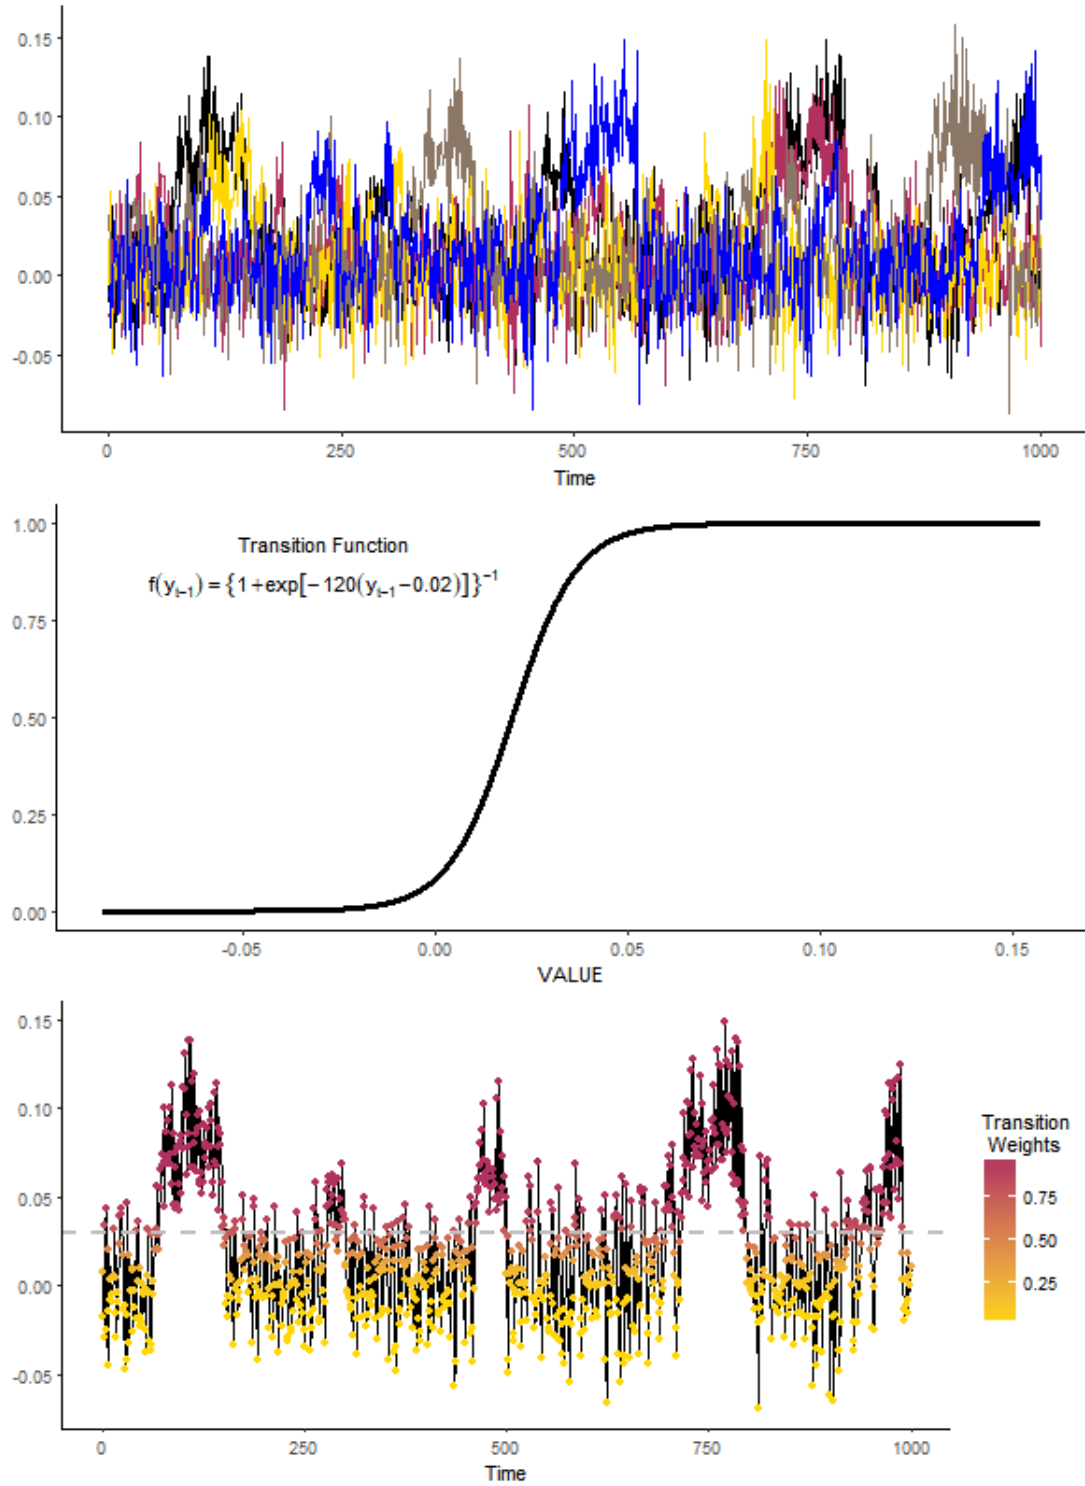 0.15
0.10
0.05
0.00
-0.05
0 250 500 750 1000
Time
1.00
Transition Function
f(yₜ₋₁) = {1+exp[−120(yₜ₋₁−0.02)]}⁻¹
0.75
0.50
0.25
0.00
-0.05 0.00 0.05 0.10 0.15
VALUE
0.15
0.10
0.05
0.00
-0.05
0 250 500 750 1000
Time
Transition
Weights
0.75
0.50
0.25